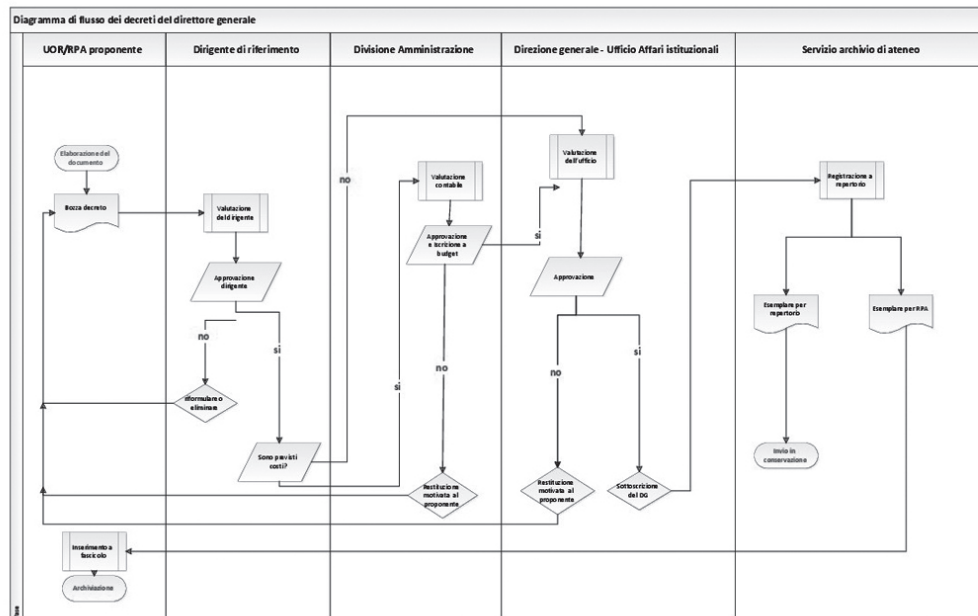 Diagramma di flusso dei decreti del direttore generale
UOR/RPA proponente
Dirigente di riferimento
Divisione Amministrazione
Direzione generale - Ufficio Affari istituzionali
Servizio archivio di ateneo
Elaborazione del
documento
Bozza decreto
Valutazione
del dirigente
Approvazione
dirigente
no
si
riformulare o
eliminare
Sono previsti
costi?
no
si
Valutazione
contabile
Approvazione
e iscrizione a
budget
si
no
Restituzione
motivata al
proponente
Valutazione
dell'ufficio
Approvazione
no
si
Restituzione
motivata al
proponente
Sottoscrizione
del DG
Registrazione a
repertorio
Esemplare per
repertorio
Esemplare per RPA
Invio in
conservazione
Inserimento a
fascicolo
Archiviazione
Fase